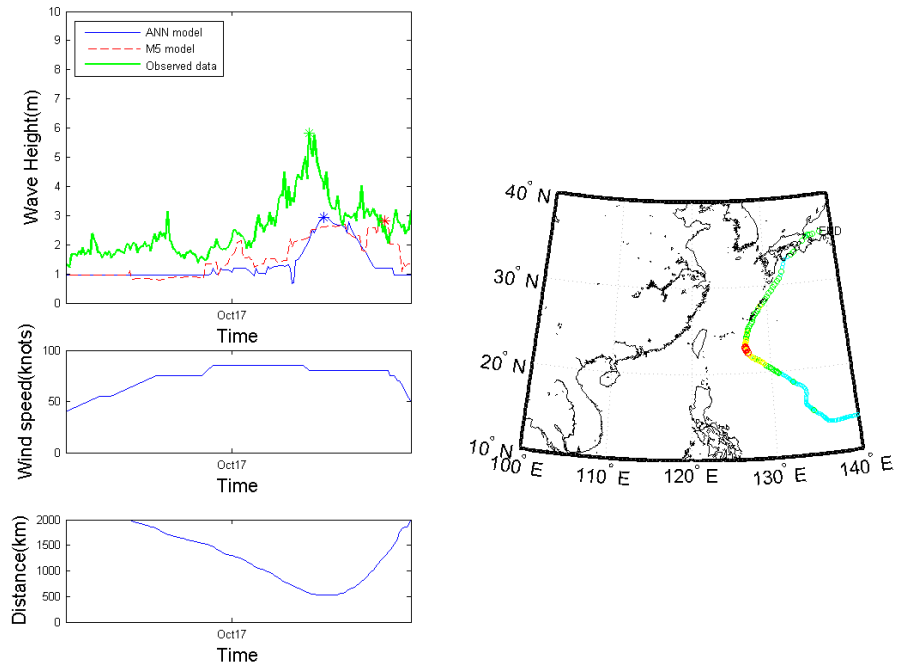 10
9
8
7
6
5
4
3
2
1
0
Wave Height(m)
ANN model
M5 model
Observed data
Oct17
Time
100
50
0
Wind speed(knots)
Oct17
Time
2000
1500
1000
500
0
Distance(km)
Oct17
Time
40° N
30° N
20° N
10° N
100° E
110° E
120° E
130° E
140° E
END